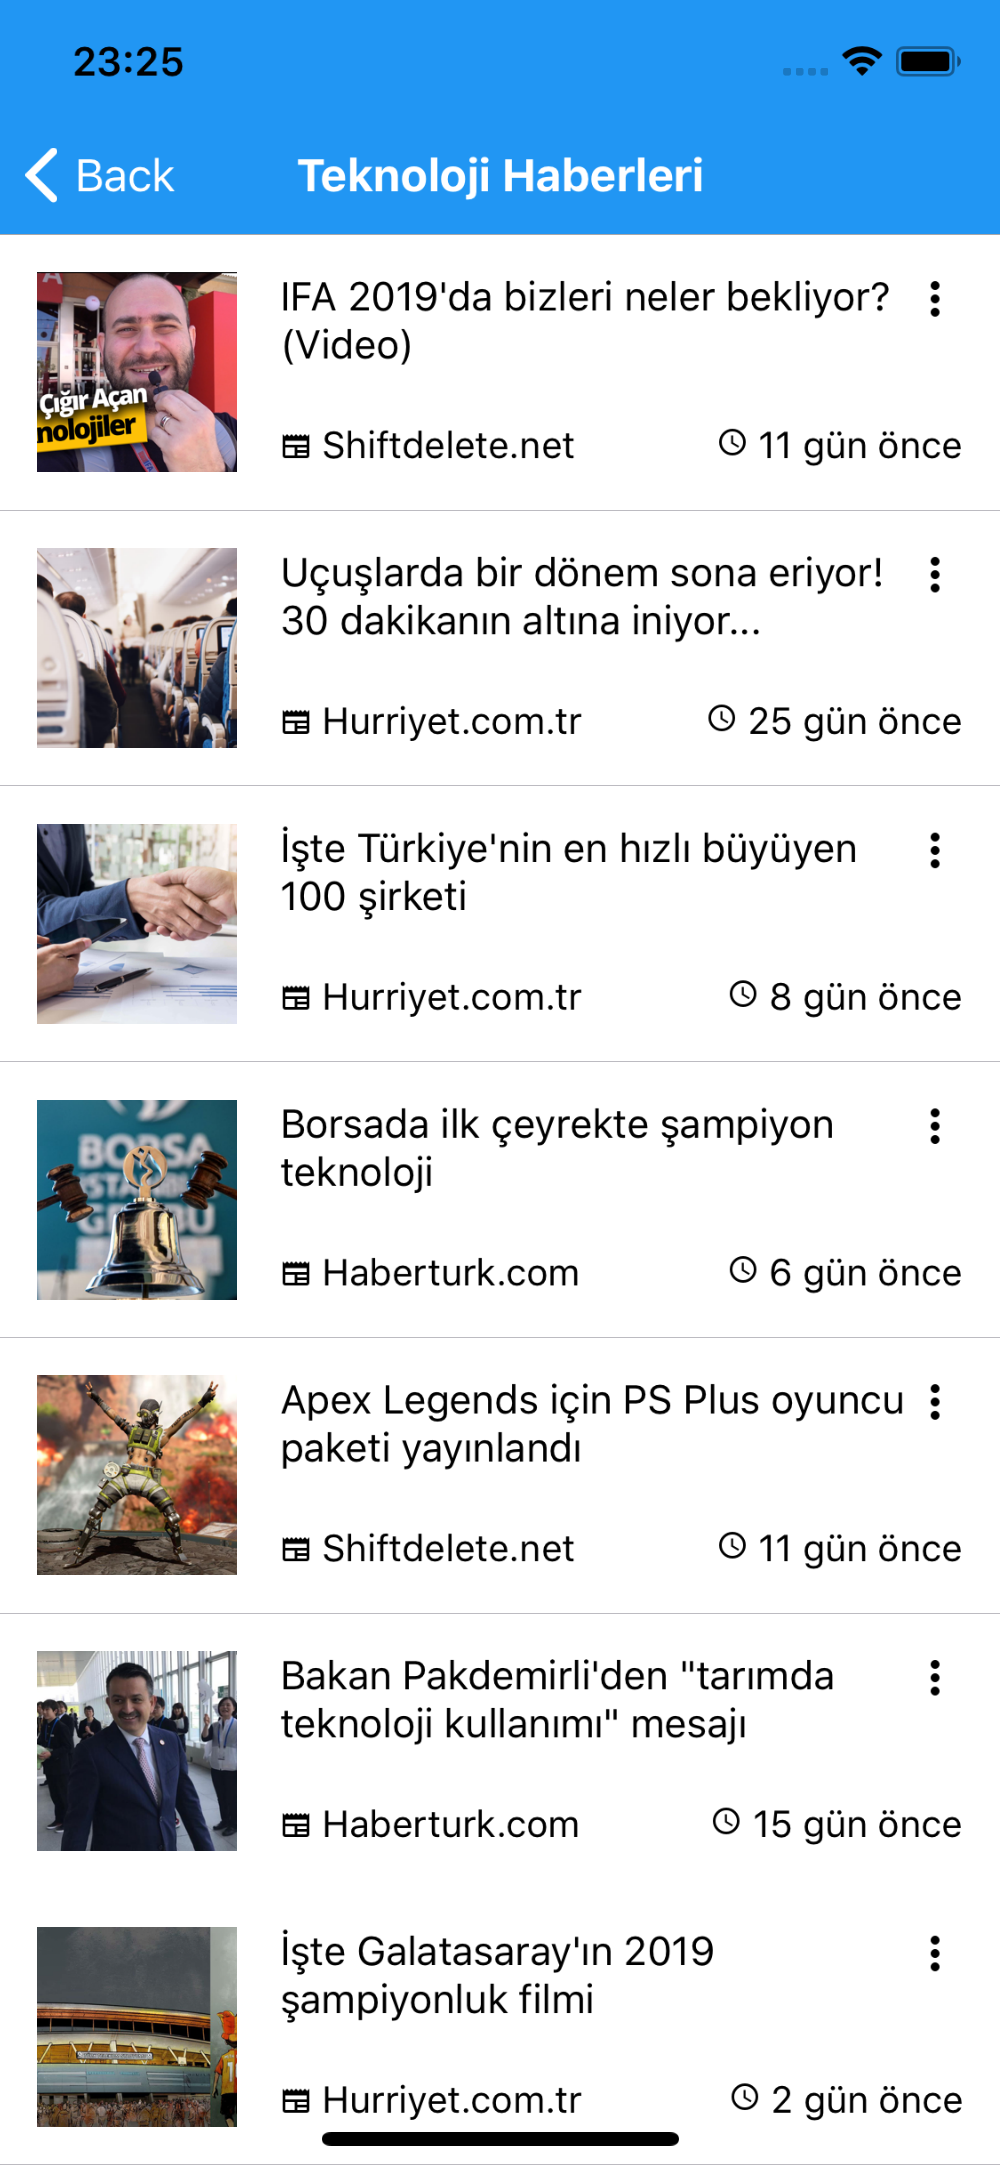 23:25
Back
Teknoloji Haberleri
IFA 2019'da bizleri neler bekliyor?
(Video)
Çığır Açan
nolojiler
Shiftdelete.net
11 gün önce
Uçuşlarda bir dönem sona eriyor!
30 dakikanın altına iniyor...
Hurriyet.com.tr
25 gün önce
İşte Türkiye'nin en hızlı büyüyen
100 şirketi
Hurriyet.com.tr
8 gün önce
Borsada ilk çeyrekte şampiyon
teknoloji
BORSA
Haberturk.com
6 gün önce
Apex Legends için PS Plus oyuncu
paketi yayınlandı
Shiftdelete.net
11 gün önce
Bakan Pakdemirli'den "tarımda
teknoloji kullanımı" mesajı
Haberturk.com
15 gün önce
İşte Galatasaray'ın 2019
şampiyonluk filmi
Hurriyet.com.tr
2 gün önce